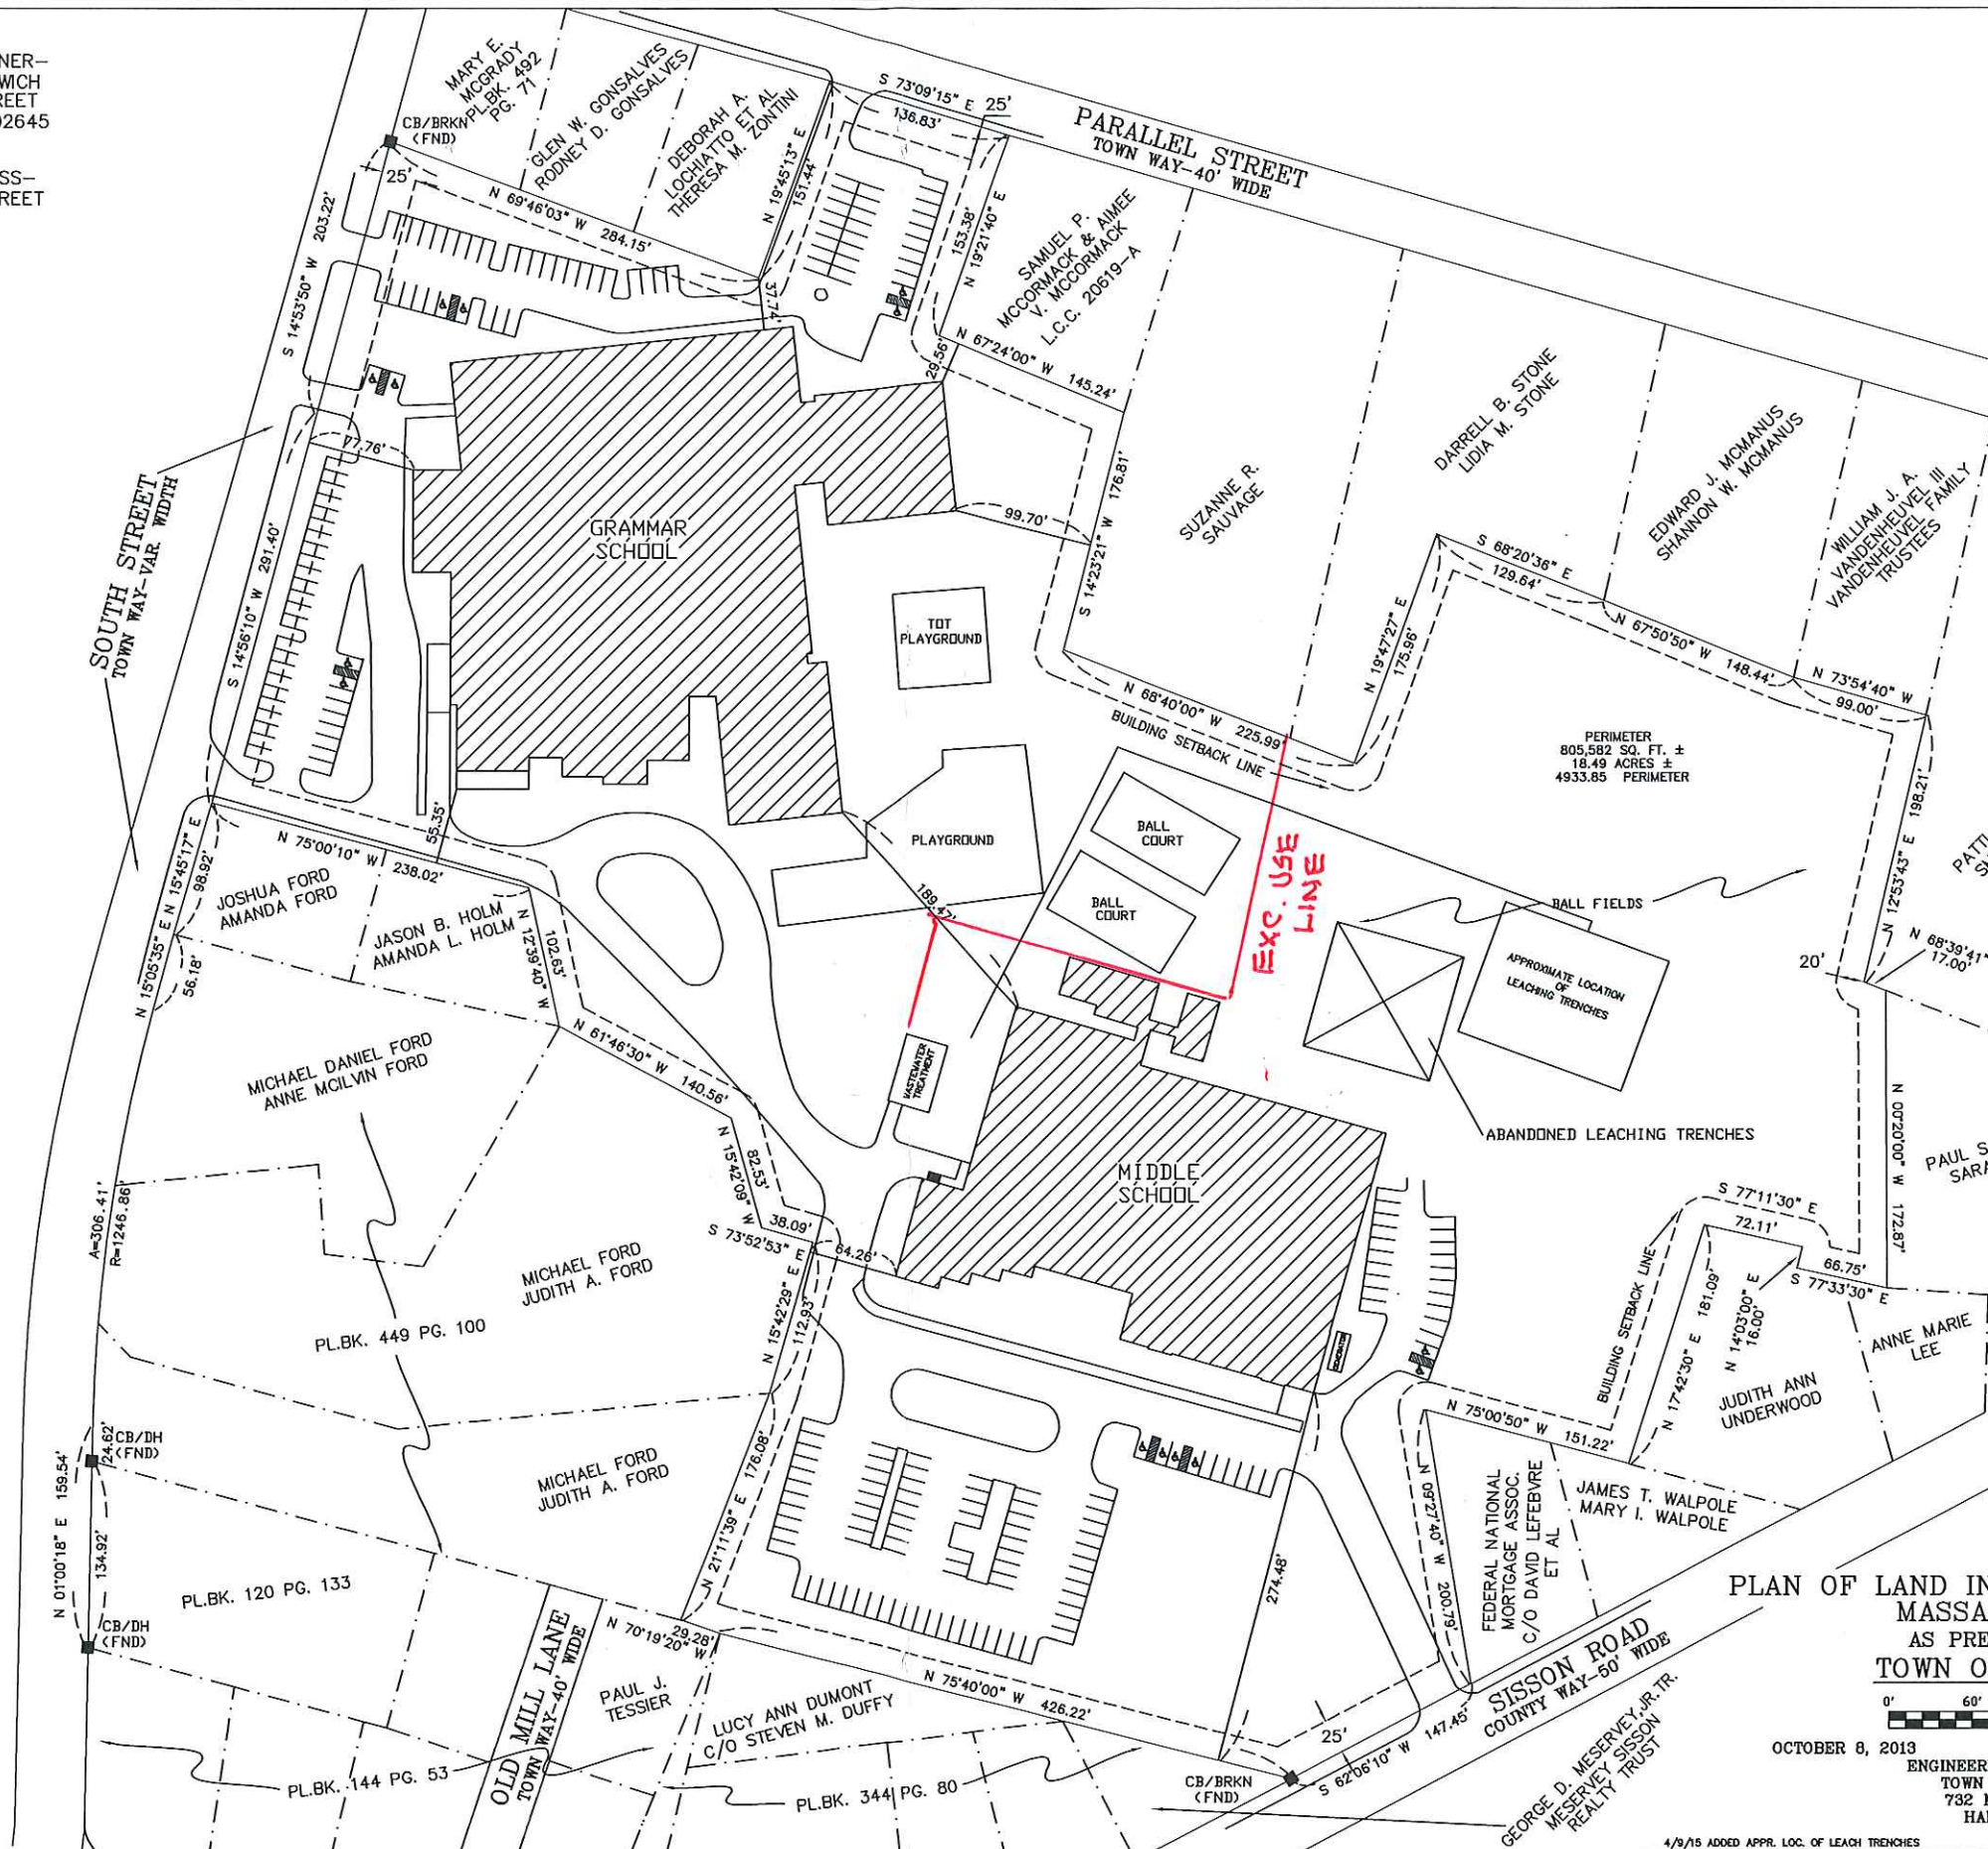 NER-
WICH
REET
02645
SS-
REET
MARY E.
MCGRADY
PL.BK. 492
PG. 71
GLEN W. GONSALVES
RODNEY D. GONSALVES
DEBORAH A.
LOCHIATTO ET AL
THERESA M. ZONTINI
CB/BRKN
(FND)
25'
N 69°46'03" W 284.15'
N 19°45'13" E
151.44'
37.74'
S 73°09'15" E
136.83'
25'
PARALLEL STREET
TOWN WAY-40' WIDE
153.38'
N 19°21'40" E
29.56'
SAMUEL P.
MCCORMACK & AIMEE
V. MCCORMACK
L.C.C. 20619-A
N 67°24'00" W 145.24'
S 14°23'21" W 176.81'
SUZANNE R.
SAUVAGE
DARRELL B. STONE
LIDIA M. STONE
EDWARD J. MCMANUS
SHANNON W. MCMANUS
WILLIAM J. A.
VANDENHEUVEL III
VANDENHEUVEL FAMILY
TRUSTEES
S 14°53'50" W 203.22'
77.76'
SOUTH STREET
TOWN WAY-VAR. WIDTH
S 14°56'10" W 291.40'
GRAMMAR
SCHOOL
99.70'
TOT
PLAYGROUND
N 68°40'00" W 225.99'
BUILDING SETBACK LINE
N 19°47'27" E
175.96'
S 68°20'36" E
129.64'
N 67°50'50" W 148.44'
N 73°54'40" W
99.00'
PERIMETER
805,582 SQ. FT. ±
18.49 ACRES ±
4933.85 PERIMETER
N 12°53'43" E 198.21'
N 68°39'41"
17.00'
20'
PLAYGROUND
BALL
COURT
BALL
COURT
EXC. USE
LINE
BALL FIELDS
APPROXIMATE LOCATION
OF
LEACHING TRENCHES
ABANDONED LEACHING TRENCHES
55.35'
N 75°00'10" W 238.02'
N 15°45'17" E
98.92'
N 15°05'35" E
56.18'
JOSHUA FORD
AMANDA FORD
JASON B. HOLM
AMANDA L. HOLM
N 12°39'40" W
102.63'
189.47'
WASTEWATER
TREATMENT
MICHAEL DANIEL FORD
ANNE MCILVIN FORD
N 61°46'30" W 140.56'
N 15°42'09" W
82.53'
38.09'
S 73°52'53" E
64.26'
MIDDLE
SCHOOL
GENERATOR
N 00°20'00" W 172.87'
PAUL S
SARA
S 77°11'30" E
72.11'
66.75'
S 77°33'30" E
N 14°03'00" E
16.00'
BUILDING SETBACK LINE
N 17°42'30" E 181.09'
ANNE MARIE
LEE
JUDITH ANN
UNDERWOOD
A=306.41'
R=1246.86'
MICHAEL FORD
JUDITH A. FORD
PL.BK. 449 PG. 100
N 15°42'29" E
112.93'
N 21°11'39" E 176.08'
MICHAEL FORD
JUDITH A. FORD
24.62'
CB/DH
(FND)
N 01°00'18" E 159.54'
134.92'
CB/DH
(FND)
PL.BK. 120 PG. 133
N 75°00'50" W 151.22'
JAMES T. WALPOLE
MARY I. WALPOLE
FEDERAL NATIONAL
MORTGAGE ASSOC.
C/O DAVID LEFEBVRE
ET AL
N 09°27'40" W 200.79'
274.48'
OLD MILL LANE
TOWN WAY-40' WIDE
N 70°19'20" W
29.28'
PAUL J.
TESSIER
LUCY ANN DUMONT
C/O STEVEN M. DUFFY
N 75°40'00" W 426.22'
PL.BK. 144 PG. 53
PL.BK. 344 PG. 80
CB/BRKN
(FND)
25'
S 62°06'10" W 147.45'
SISSON ROAD
COUNTY WAY-50' WIDE
GEORGE D. MESERVEY, JR. TR.
MESERVEY SISSON
REALTY TRUST
PLAN OF LAND IN
MASSA
AS PRE
TOWN O
0' 60'
OCTOBER 8, 2013
ENGINEER
TOWN
732
HA
4/9/15 ADDED APPR. LOC. OF LEACH TRENCHES